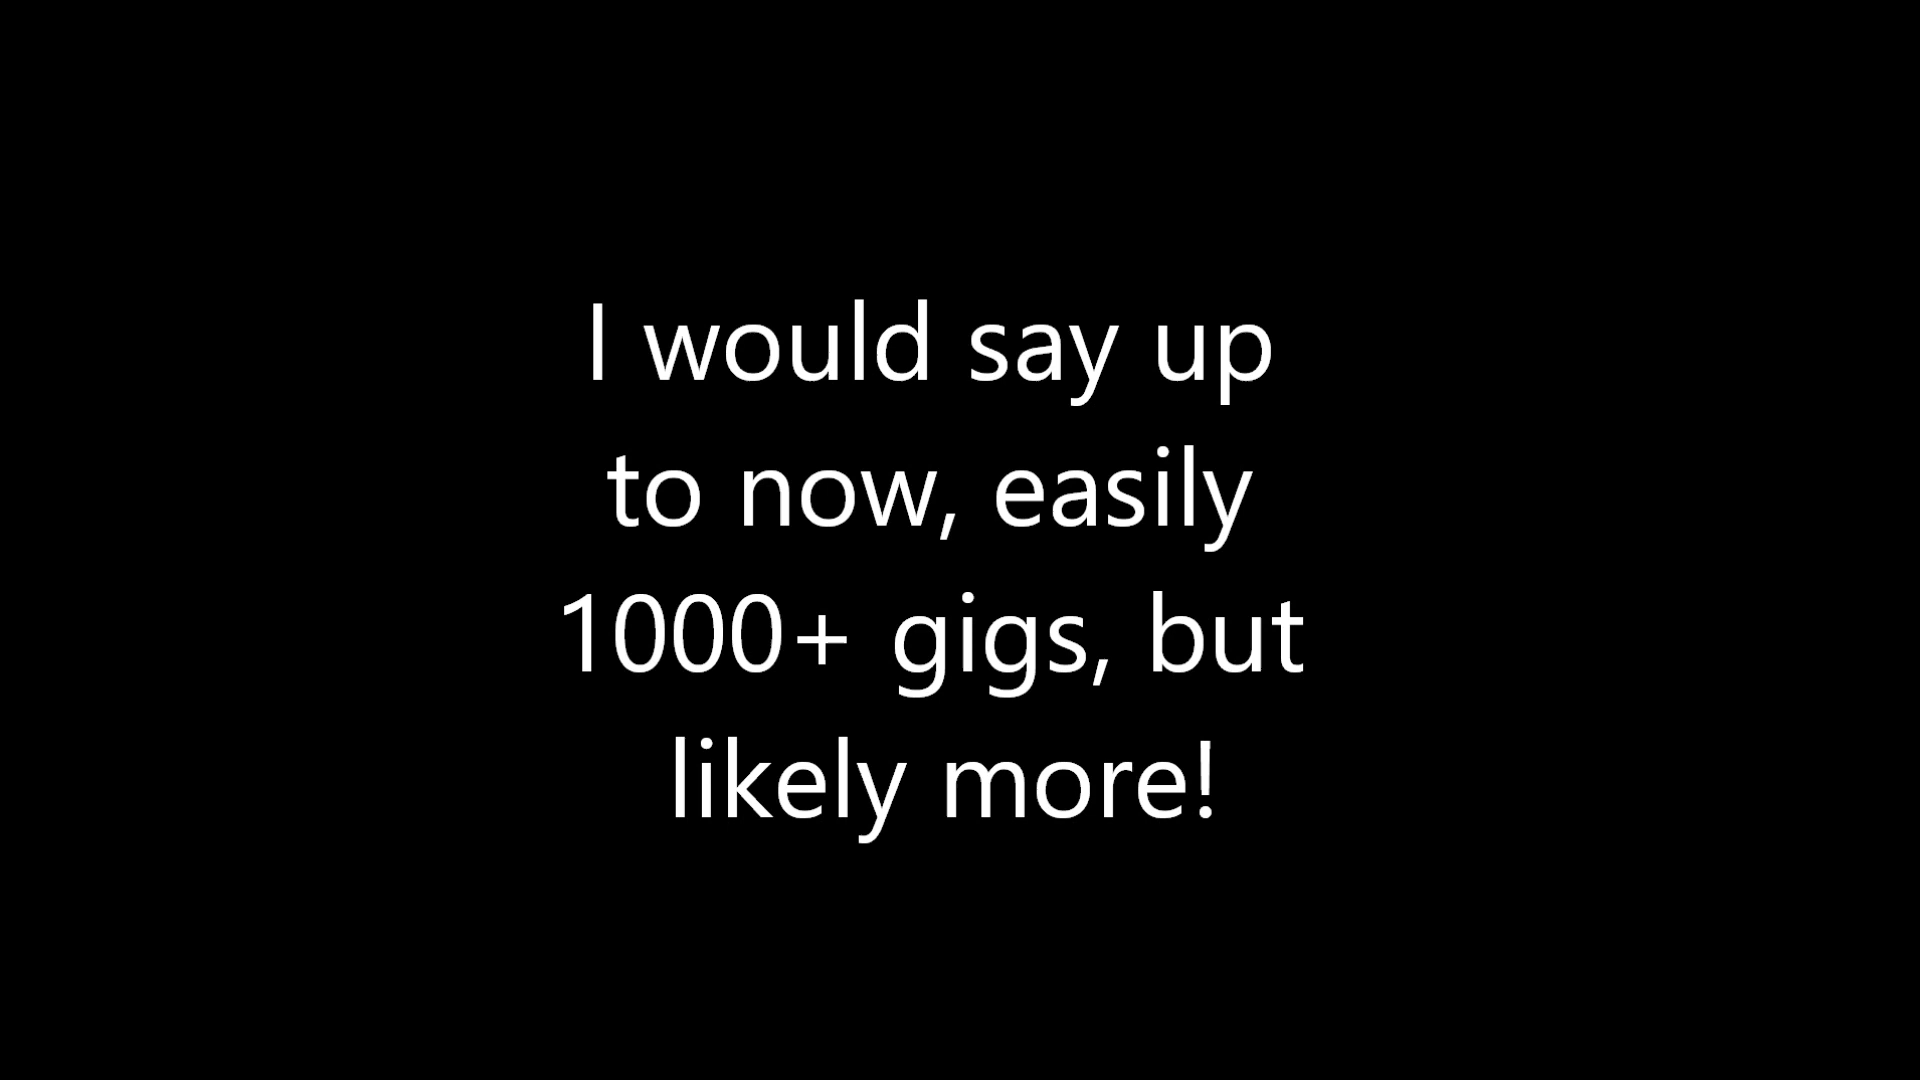 I would say up
to now, easily
1000+ gigs, but
likely more!